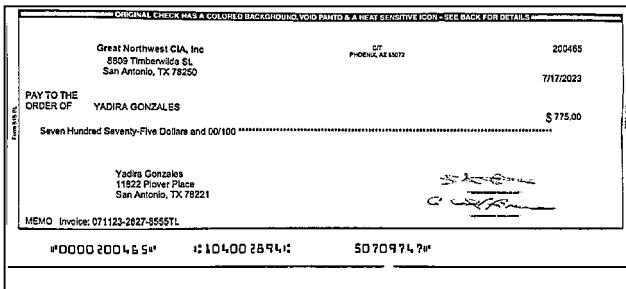 ORIGINAL CHECK HAS A COLORED BACKGROUND, VOID PANTO & A HEAT SENSITIVE ICON - SEE BACK FOR DETAILS
Great Northwest CIA, Inc
8809 Timberwilde St.
San Antonio, TX 78250
CIT
PHOENIX, AZ 85072
200465
7/17/2023
PAY TO THE
ORDER OF YADIRA GONZALES
$ 775.00
Seven Hundred Seventy-Five Dollars and 00/100 ****************************************
Yadira Gonzales
11822 Plover Place
San Antonio, TX 78221
MEMO Invoice: 071123-2627-8555TL
⑈0000200465⑈ ⑆104002894⑆ 50709747⑈